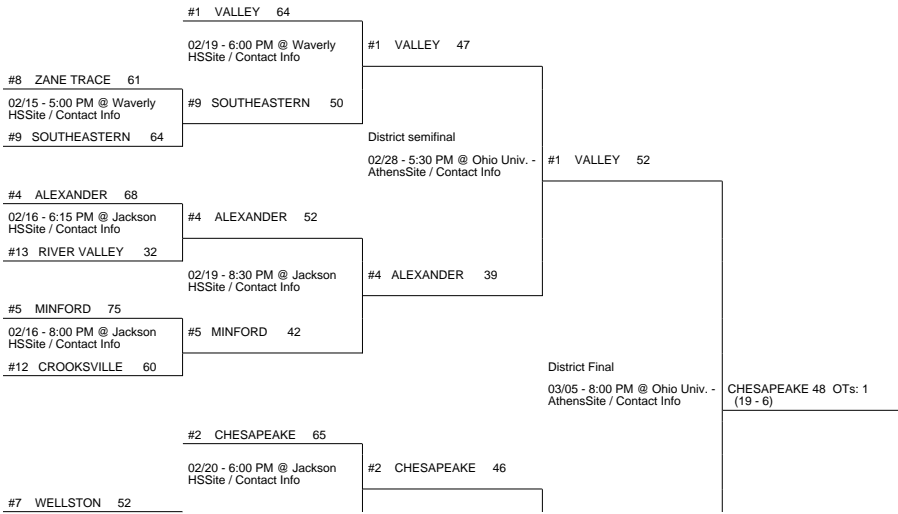 #1 VALLEY 64
02/19 - 6:00 PM @ Waverly
HSSite / Contact Info
#1 VALLEY 47
#8 ZANE TRACE 61
02/15 - 5:00 PM @ Waverly
HSSite / Contact Info
#9 SOUTHEASTERN 50
#9 SOUTHEASTERN 64
District semifinal
02/28 - 5:30 PM @ Ohio Univ. -
AthensSite / Contact Info
#1 VALLEY 52
#4 ALEXANDER 68
02/16 - 6:15 PM @ Jackson
HSSite / Contact Info
#4 ALEXANDER 52
#13 RIVER VALLEY 32
02/19 - 8:30 PM @ Jackson
HSSite / Contact Info
#4 ALEXANDER 39
#5 MINFORD 75
02/16 - 8:00 PM @ Jackson
HSSite / Contact Info
#5 MINFORD 42
#12 CROOKSVILLE 60
District Final
03/05 - 8:00 PM @ Ohio Univ. -
AthensSite / Contact Info
CHESAPEAKE 48 OTs: 1
(19 - 6)
#2 CHESAPEAKE 65
02/20 - 6:00 PM @ Jackson
HSSite / Contact Info
#2 CHESAPEAKE 46
#7 WELLSTON 52